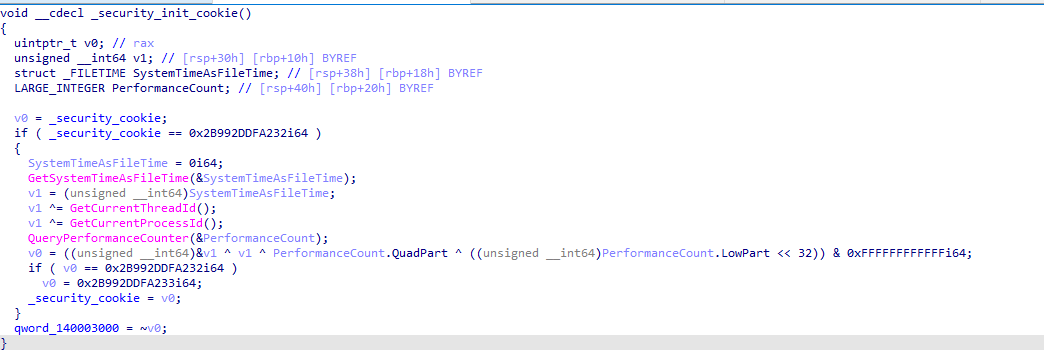 void __cdecl _security_init_cookie()
{
  uintptr_t v0; // rax
  unsigned __int64 v1; // [rsp+30h] [rbp+10h] BYREF
  struct _FILETIME SystemTimeAsFileTime; // [rsp+38h] [rbp+18h] BYREF
  LARGE_INTEGER PerformanceCount; // [rsp+40h] [rbp+20h] BYREF

  v0 = _security_cookie;
  if ( _security_cookie == 0x2B992DDFA232i64 )
  {
    SystemTimeAsFileTime = 0i64;
    GetSystemTimeAsFileTime(&SystemTimeAsFileTime);
    v1 = (unsigned __int64)SystemTimeAsFileTime;
    v1 ^= GetCurrentThreadId();
    v1 ^= GetCurrentProcessId();
    QueryPerformanceCounter(&PerformanceCount);
    v0 = ((unsigned __int64)&v1 ^ v1 ^ PerformanceCount.QuadPart ^ ((unsigned __int64)PerformanceCount.LowPart << 32)) & 0xFFFFFFFFFFFFi64;
    if ( v0 == 0x2B992DDFA232i64 )
      v0 = 0x2B992DDFA233i64;
    _security_cookie = v0;
  }
  qword_140003000 = ~v0;
}